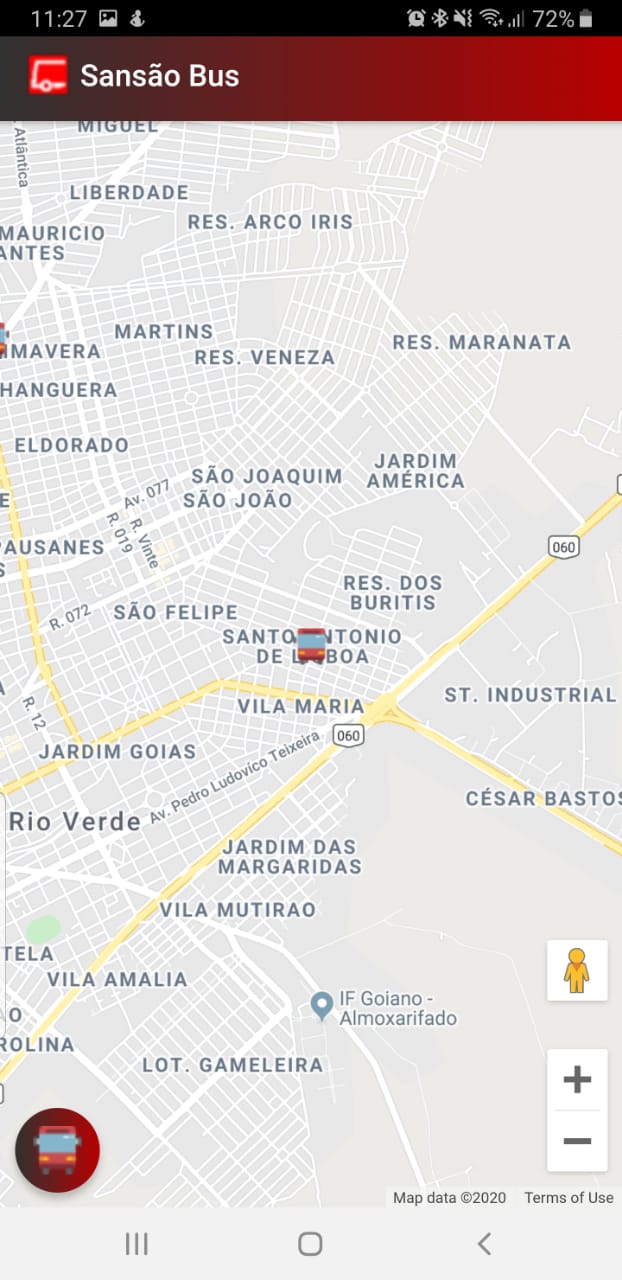 11:27
72%
Sansão Bus
MIGUEL
Atlântica
LIBERDADE
RES. ARCO IRIS
MAURICIO
ANTES
MARTINS
IMAVERA
RES. VENEZA
RES. MARANATA
HANGUERA
ELDORADO
JARDIM
AMÉRICA
SÃO JOAQUIM
Av. 077
SÃO JOÃO
E
R. 019
R. Vinte
060
PAUSANES
S
RES. DOS
BURITIS
SÃO FELIPE
R. 072
SANTO NTONIO
DE L BOA
A
ST. INDUSTRIAL
R. 12
VILA MARIA
060
JARDIM GOIAS
Av. Pedro Ludovico Teixeira
CÉSAR BASTOS
Rio Verde
JARDIM DAS
MARGARIDAS
VILA MUTIRAO
TELA
VILA AMALIA
IF Goiano -
Almoxarifado
O
ROLINA
LOT. GAMELEIRA
+
−
Map data ©2020
Terms of Use